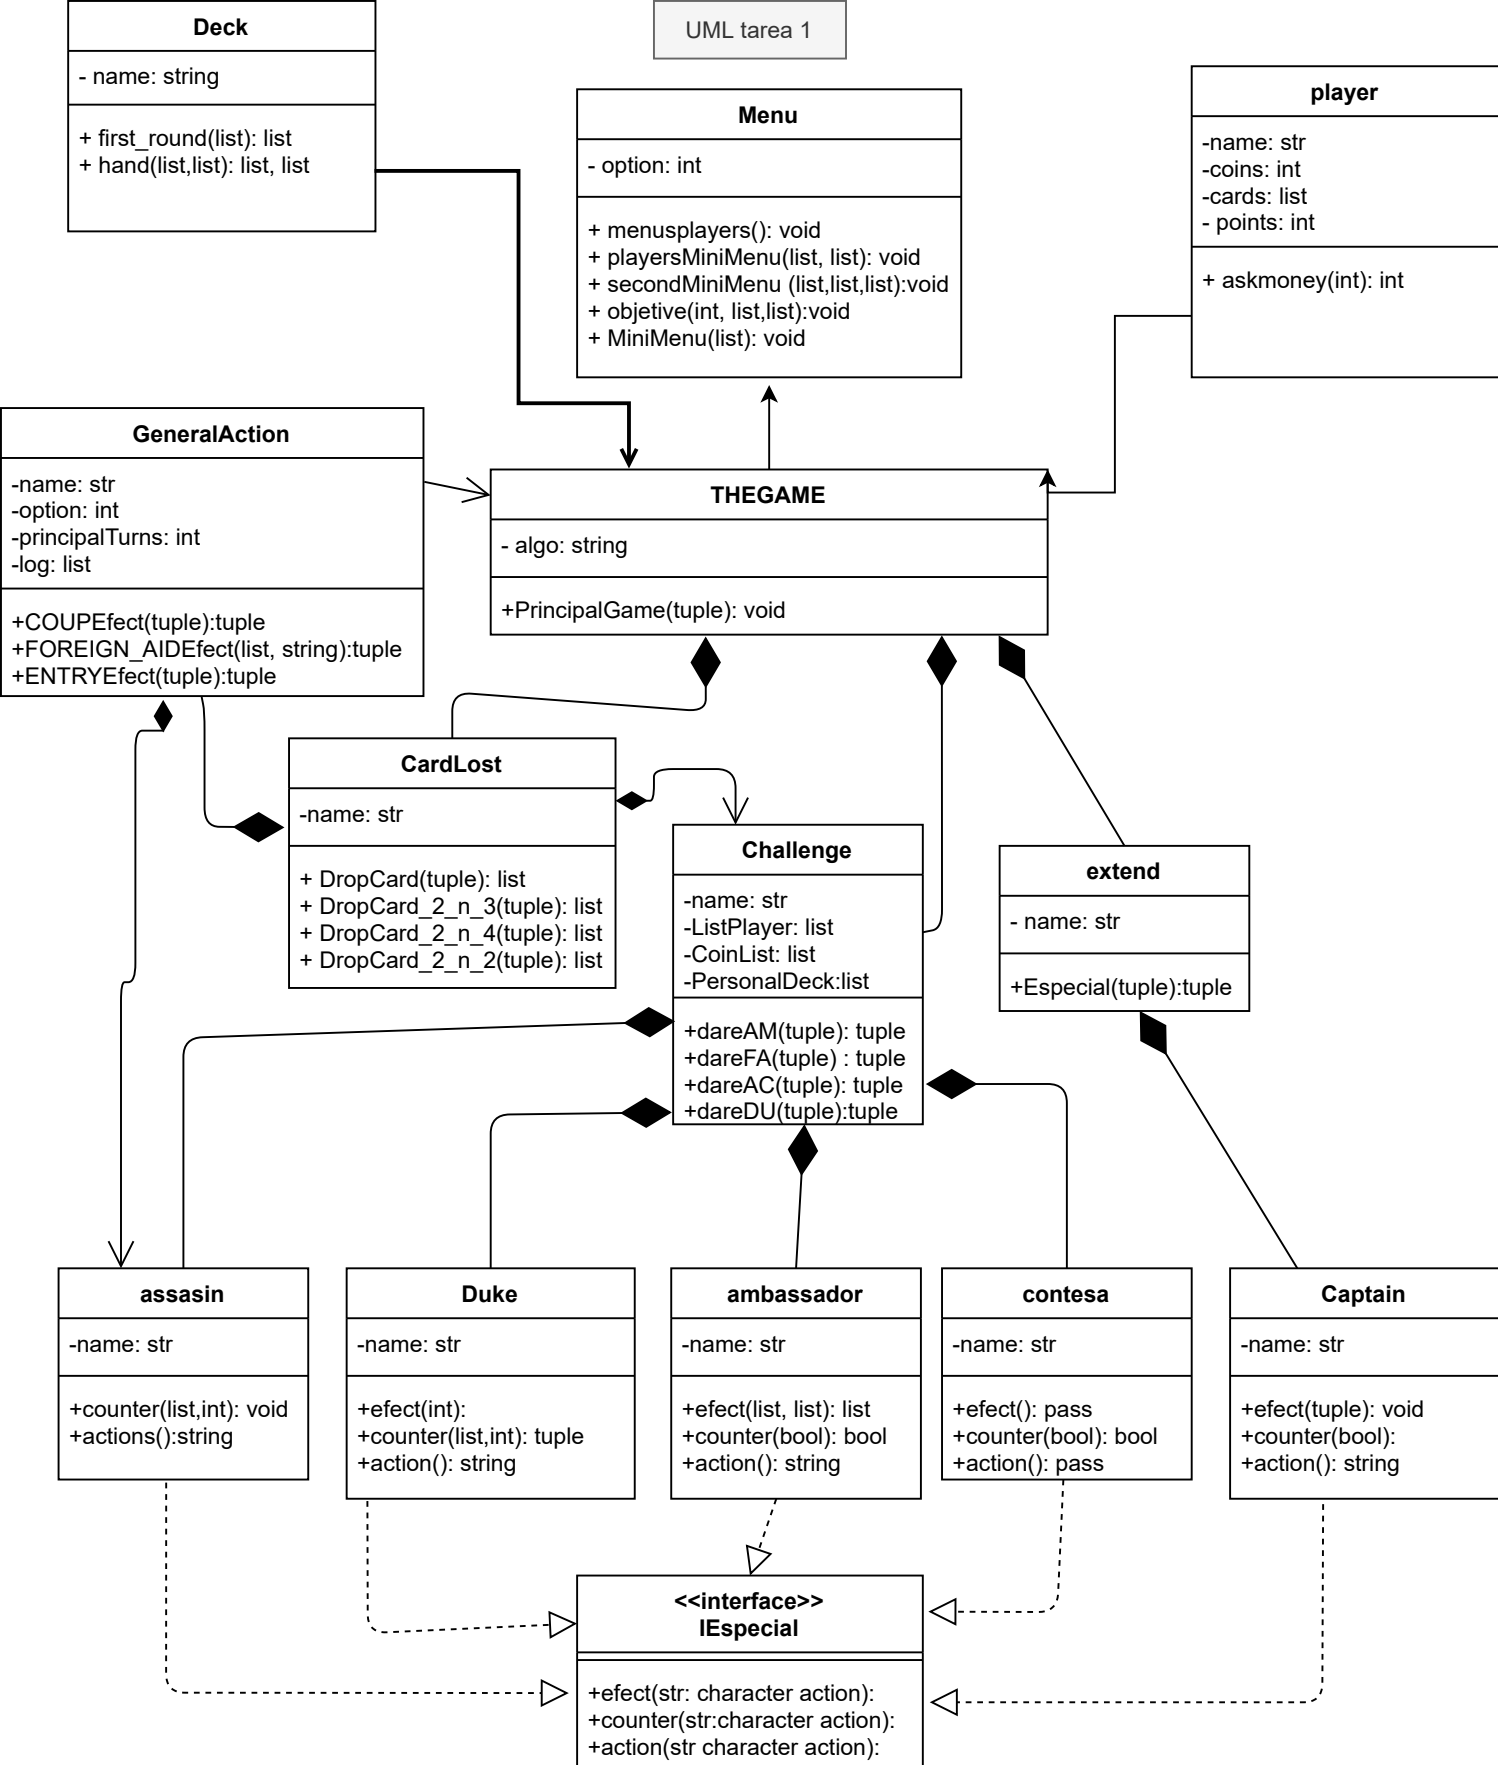 Deck
- name: string
+ first_round(list): list
+ hand(list,list): list, list
UML tarea 1
Menu
- option: int
+ menusplayers(): void
+ playersMiniMenu(list, list): void
+ secondMiniMenu (list,list,list):void
+ objetive(int, list,list):void
+ MiniMenu(list): void
player
-name: str
-coins: int
-cards: list
- points: int
+ askmoney(int): int
GeneralAction
-name: str
-option: int
-principalTurns: int
-log: list
+COUPEfect(tuple):tuple
+FOREIGN_AIDEfect(list, string):tuple
+ENTRYEfect(tuple):tuple
THEGAME
- algo: string
+PrincipalGame(tuple): void
CardLost
-name: str
+ DropCard(tuple): list
+ DropCard_2_n_3(tuple): list
+ DropCard_2_n_4(tuple): list
+ DropCard_2_n_2(tuple): list
Challenge
-name: str
-ListPlayer: list
-CoinList: list
-PersonalDeck:list
+dareAM(tuple): tuple
+dareFA(tuple) : tuple
+dareAC(tuple): tuple
+dareDU(tuple):tuple
extend
- name: str
+Especial(tuple):tuple
assasin
-name: str
+counter(list,int): void
+actions():string
Duke
-name: str
+efect(int):
+counter(list,int): tuple
+action(): string
ambassador
-name: str
+efect(list, list): list
+counter(bool): bool
+action(): string
contesa
-name: str
+efect(): pass
+counter(bool): bool
+action(): pass
Captain
-name: str
+efect(tuple): void
+counter(bool):
+action(): string
<<interface>>
IEspecial
+efect(str: character action):
+counter(str:character action):
+action(str character action):